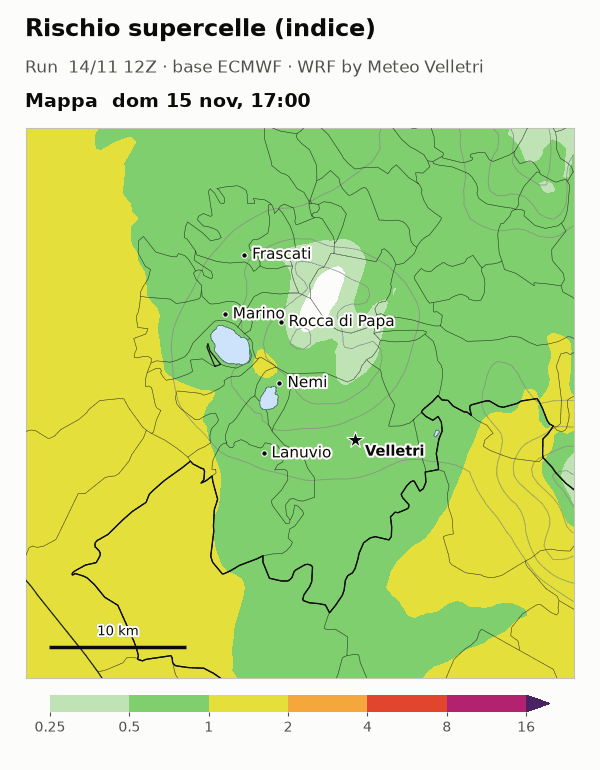 Rischio supercelle (indice)
Run  14/11 12Z · base ECMWF · WRF by Meteo Velletri
Mappa  dom 15 nov, 17:00
Frascati
Marino
Rocca di Papa
Nemi
Velletri
Lanuvio
10 km
0.25 0.5 1 2 4 8 16